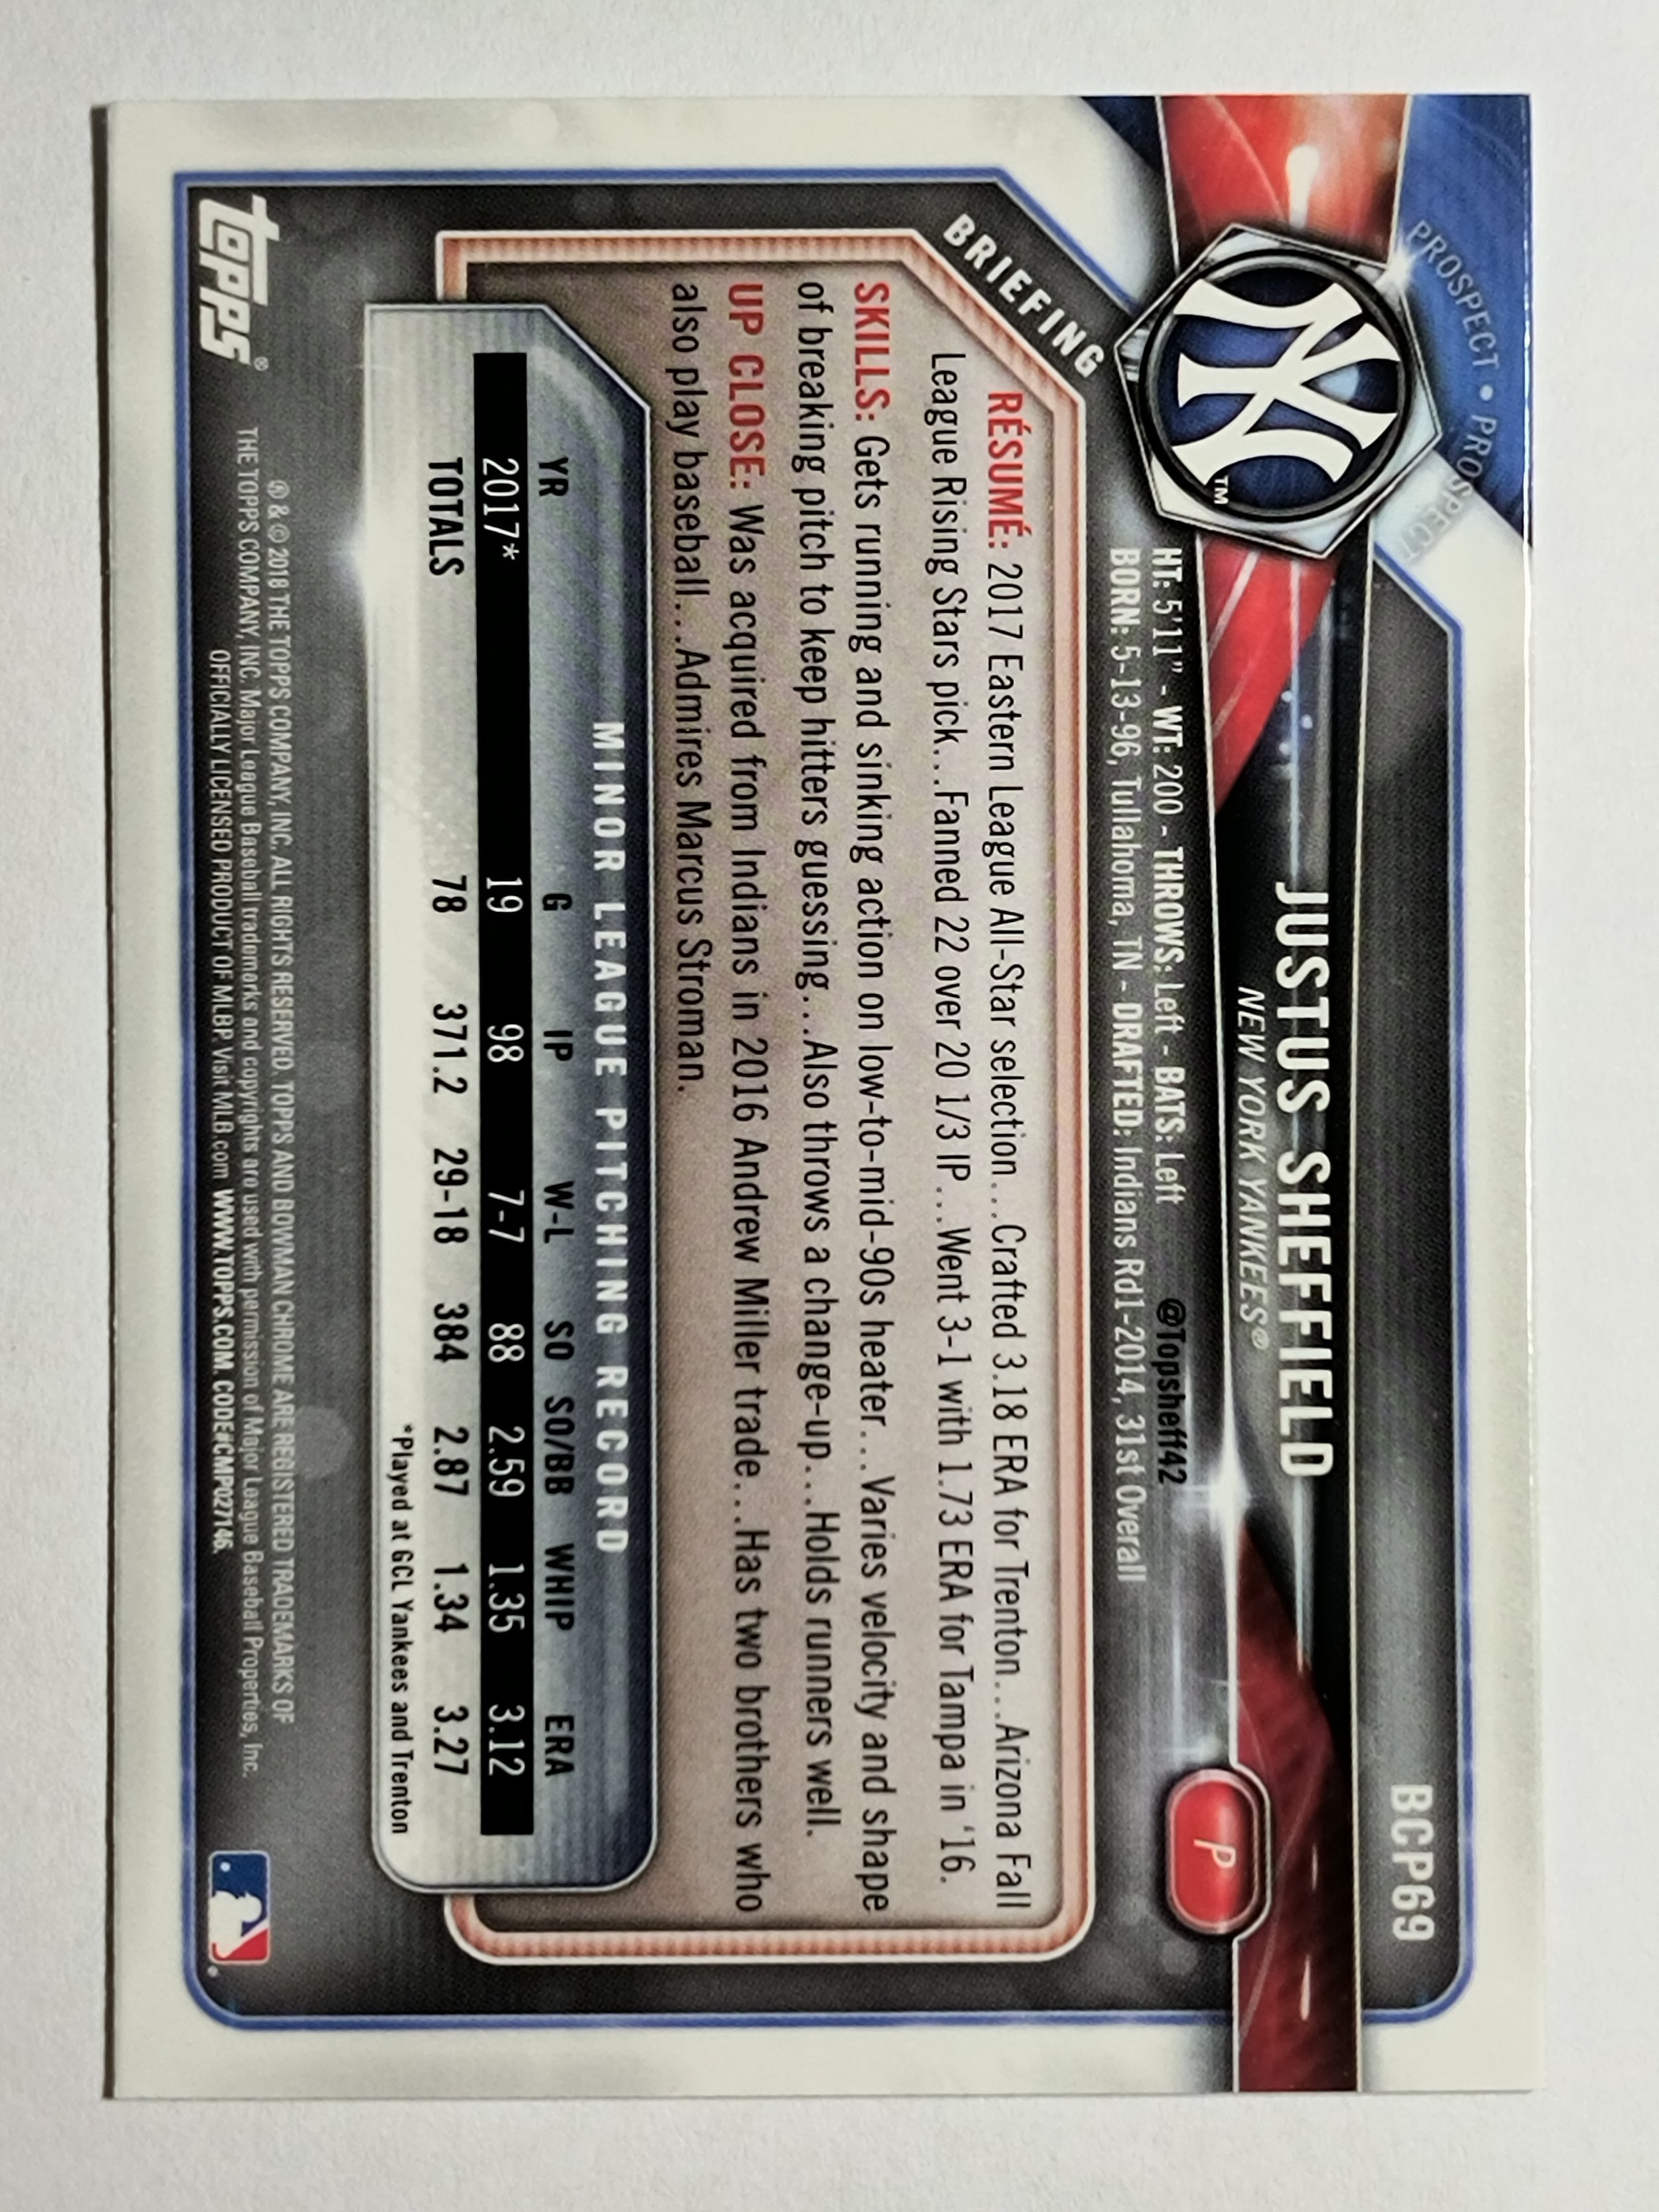 BCP69
PROSPECT • PROSPECT
JUSTUS SHEFFIELD
NEW YORK YANKEES®
P
NY
TM
HT: 5'11" - WT: 200 - THROWS: Left - BATS: Left @Topsheff42
BORN: 5-13-96, Tullahoma, TN - DRAFTED: Indians Rd1-2014, 31st Overall
BRIEFING
RÉSUMÉ: 2017 Eastern League All-Star selection...Crafted 3.18 ERA for Trenton...Arizona Fall
League Rising Stars pick...Fanned 22 over 20 1/3 IP...Went 3-1 with 1.73 ERA for Tampa in '16.
SKILLS: Gets running and sinking action on low-to-mid-90s heater...Varies velocity and shape
of breaking pitch to keep hitters guessing...Also throws a change-up...Holds runners well.
UP CLOSE: Was acquired from Indians in 2016 Andrew Miller trade...Has two brothers who
also play baseball...Admires Marcus Stroman.
MINOR LEAGUE PITCHING RECORD
YR G IP W-L SO SO/BB WHIP ERA
2017* 19 98 7-7 88 2.59 1.35 3.12
TOTALS 78 371.2 29-18 384 2.87 1.34 3.27
*Played at GCL Yankees and Trenton
topps®
® & © 2018 THE TOPPS COMPANY, INC. ALL RIGHTS RESERVED. TOPPS AND BOWMAN CHROME ARE REGISTERED TRADEMARKS OF
THE TOPPS COMPANY, INC. Major League Baseball trademarks and copyrights are used with permission of Major League Baseball Properties, Inc.
OFFICIALLY LICENSED PRODUCT OF MLBP. Visit MLB.com WWW.TOPPS.COM. CODE#CMP027146.